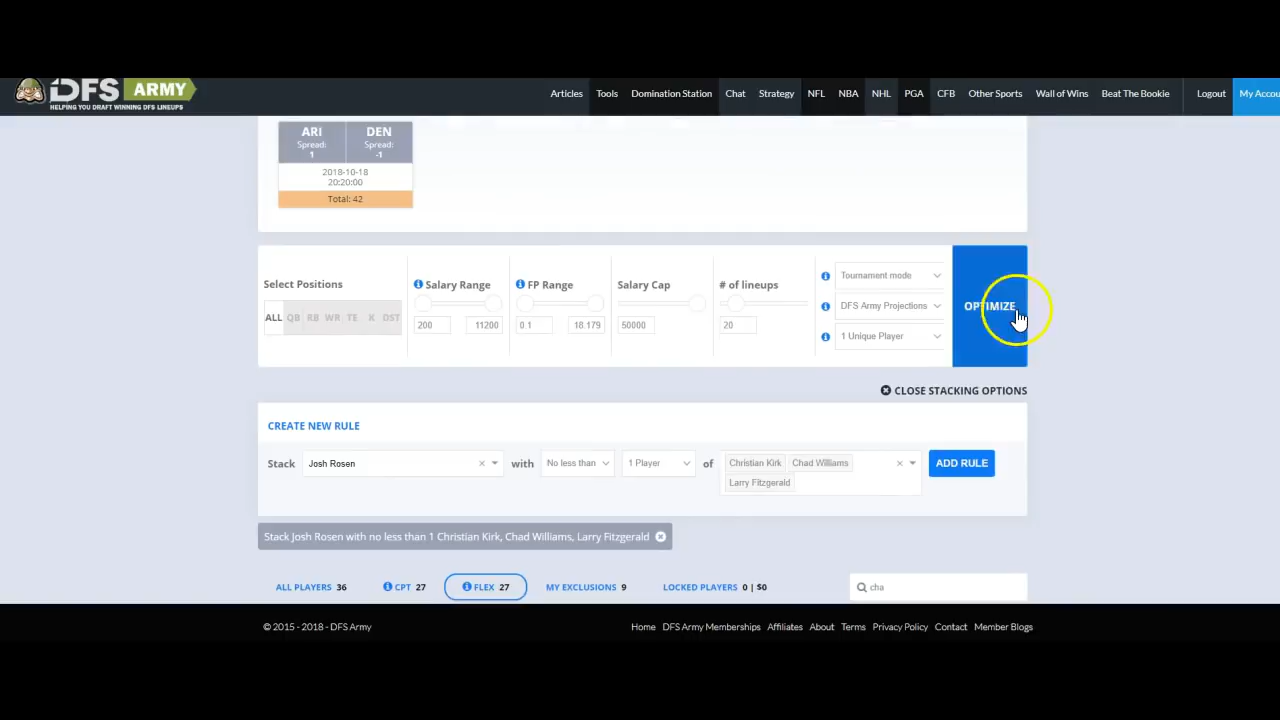 DFS ARMY
HELPING YOU DRAFT WINNING DFS LINEUPS
Articles Tools Domination Station Chat Strategy NFL NBA NHL PGA CFB Other Sports Wall of Wins Beat The Bookie Logout My Accou
ARI DEN
Spread: Spread:
1 -1
2018-10-18
20:20:00
Total: 42
Select Positions
ALL QB RB WR TE K DST
Salary Range
200 11200
FP Range
0.1 18.179
Salary Cap
50000
# of lineups
20
Tournament mode
DFS Army Projections
1 Unique Player
OPTIMIZE
CLOSE STACKING OPTIONS
CREATE NEW RULE
Stack Josh Rosen with No less than 1 Player of Christian Kirk Chad Williams
Larry Fitzgerald
ADD RULE
Stack Josh Rosen with no less than 1 Christian Kirk, Chad Williams, Larry Fitzgerald
ALL PLAYERS 36 CPT 27 FLEX 27 MY EXCLUSIONS 9 LOCKED PLAYERS 0 | $0 cha
© 2015 - 2018 - DFS Army Home DFS Army Memberships Affiliates About Terms Privacy Policy Contact Member Blogs